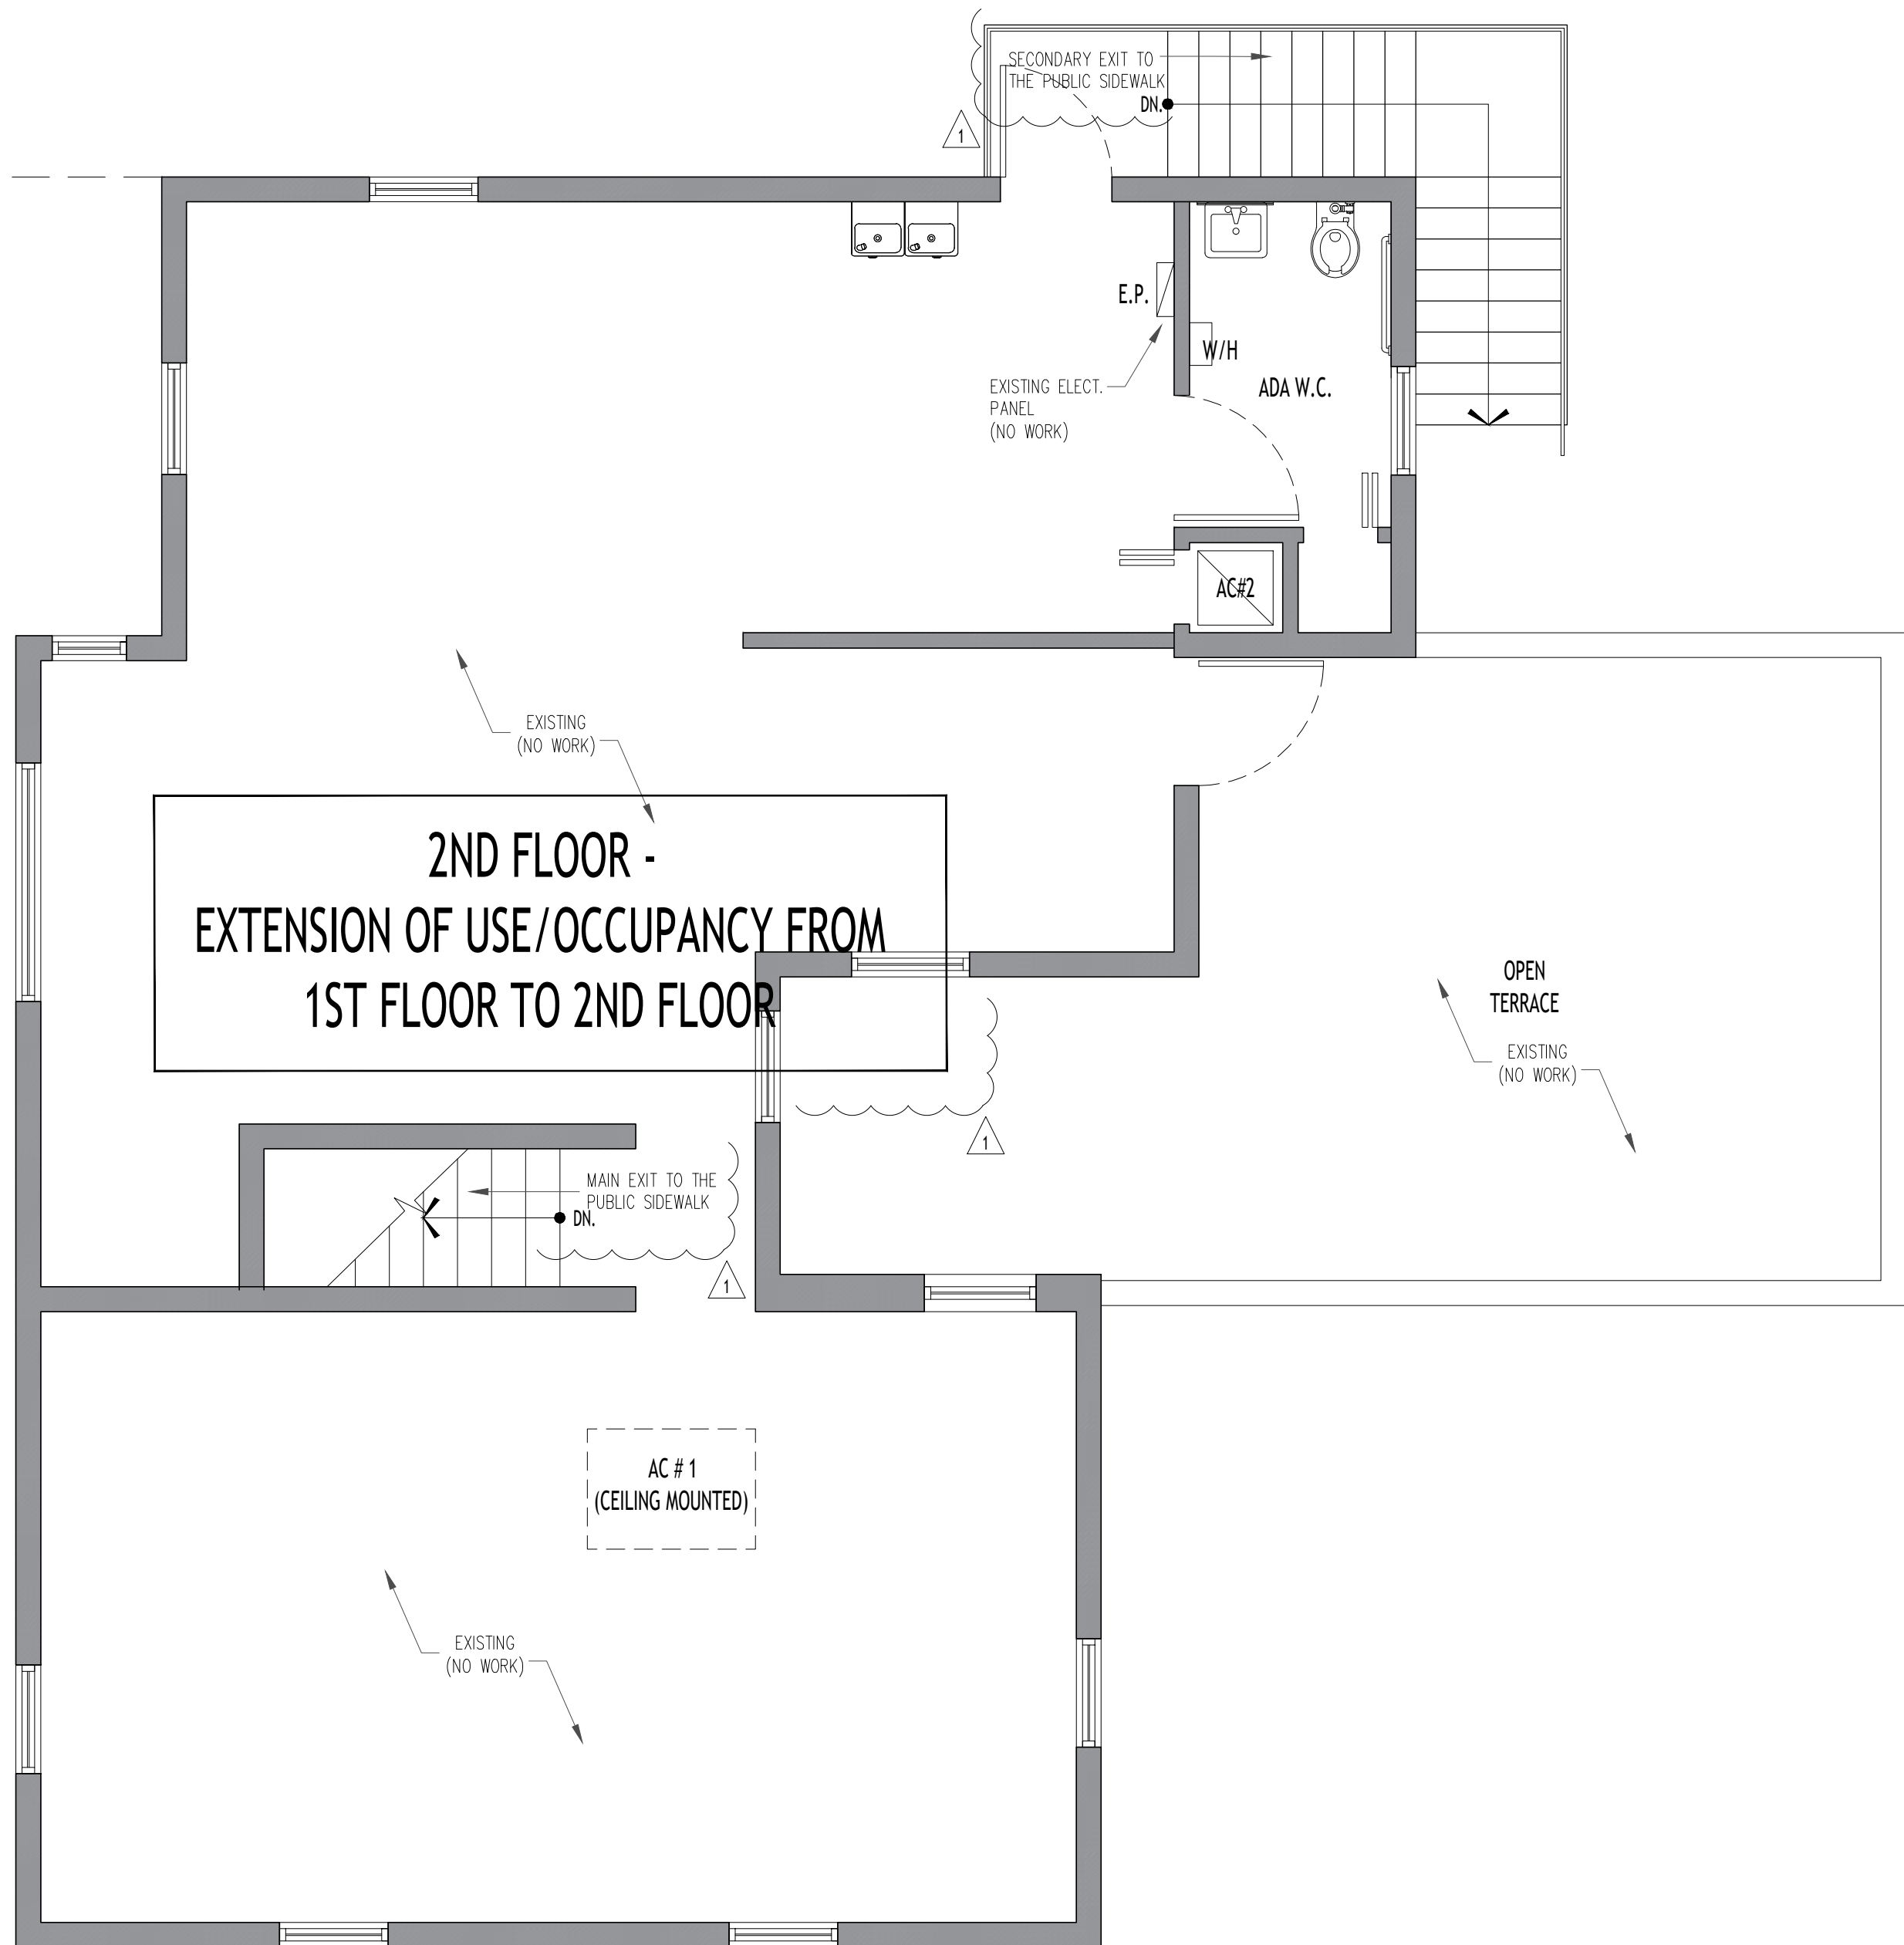 SECONDARY EXIT TO
THE PUBLIC SIDEWALK
DN.
1
E.P.
W/H
EXISTING ELECT.
PANEL
(NO WORK)
ADA W.C.
AC#2
EXISTING
(NO WORK)
2ND FLOOR -
EXTENSION OF USE/OCCUPANCY FROM
1ST FLOOR TO 2ND FLOOR
OPEN
TERRACE
EXISTING
(NO WORK)
1
MAIN EXIT TO THE
PUBLIC SIDEWALK
DN.
1
AC # 1
(CEILING MOUNTED)
EXISTING
(NO WORK)